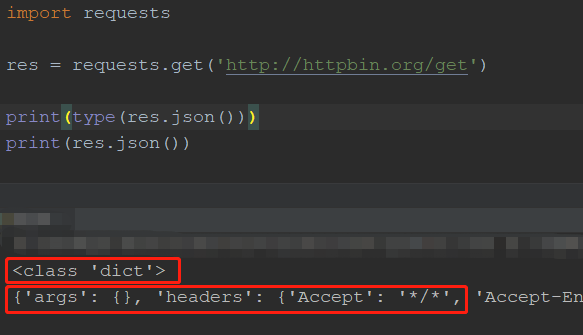 import requests
res = requests.get('http://httpbin.org/get')
print(type(res.json()))
print(res.json())
<class 'dict'>
{'args': {}, 'headers': {'Accept': '*/*', 'Accept-En